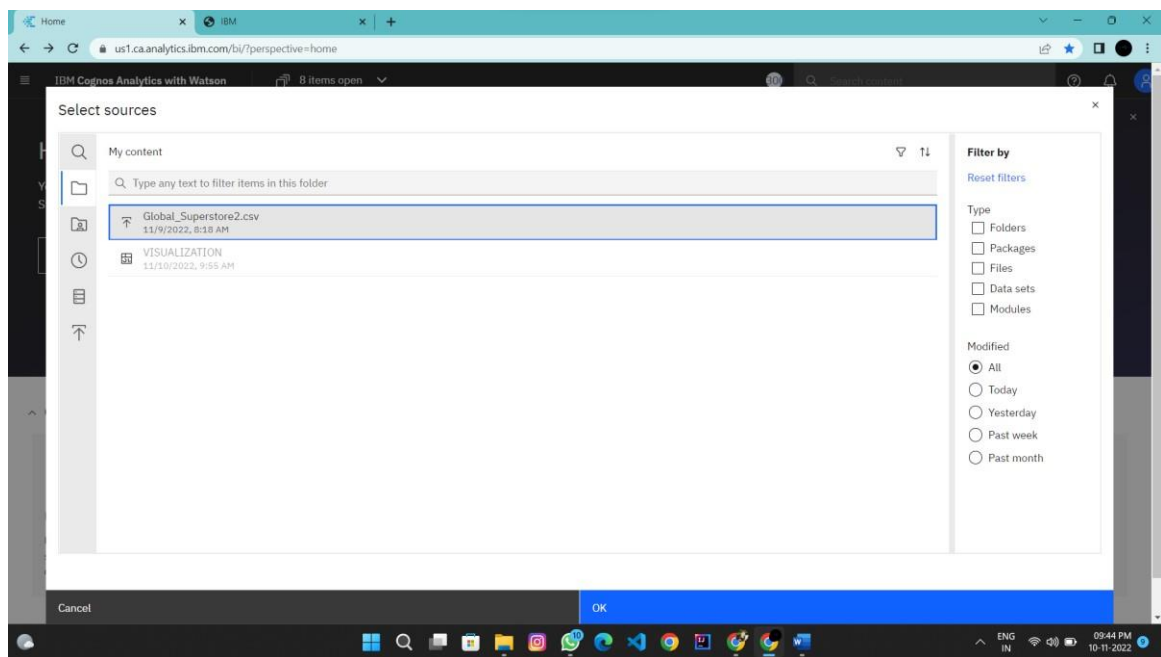 Home
IBM
us1.ca.analytics.ibm.com/bi/?perspective=home
IBM Cognos Analytics with Watson
8 items open
Search content
Select sources
My content
Type any text to filter items in this folder
Global_Superstore2.csv
11/9/2022, 8:18 AM
VISUALIZATION
11/10/2022, 9:55 AM
Filter by
Reset filters
Type
Folders
Packages
Files
Data sets
Modules
Modified
All
Today
Yesterday
Past week
Past month
Cancel
OK
10
ENG
IN
09:44 PM
10-11-2022